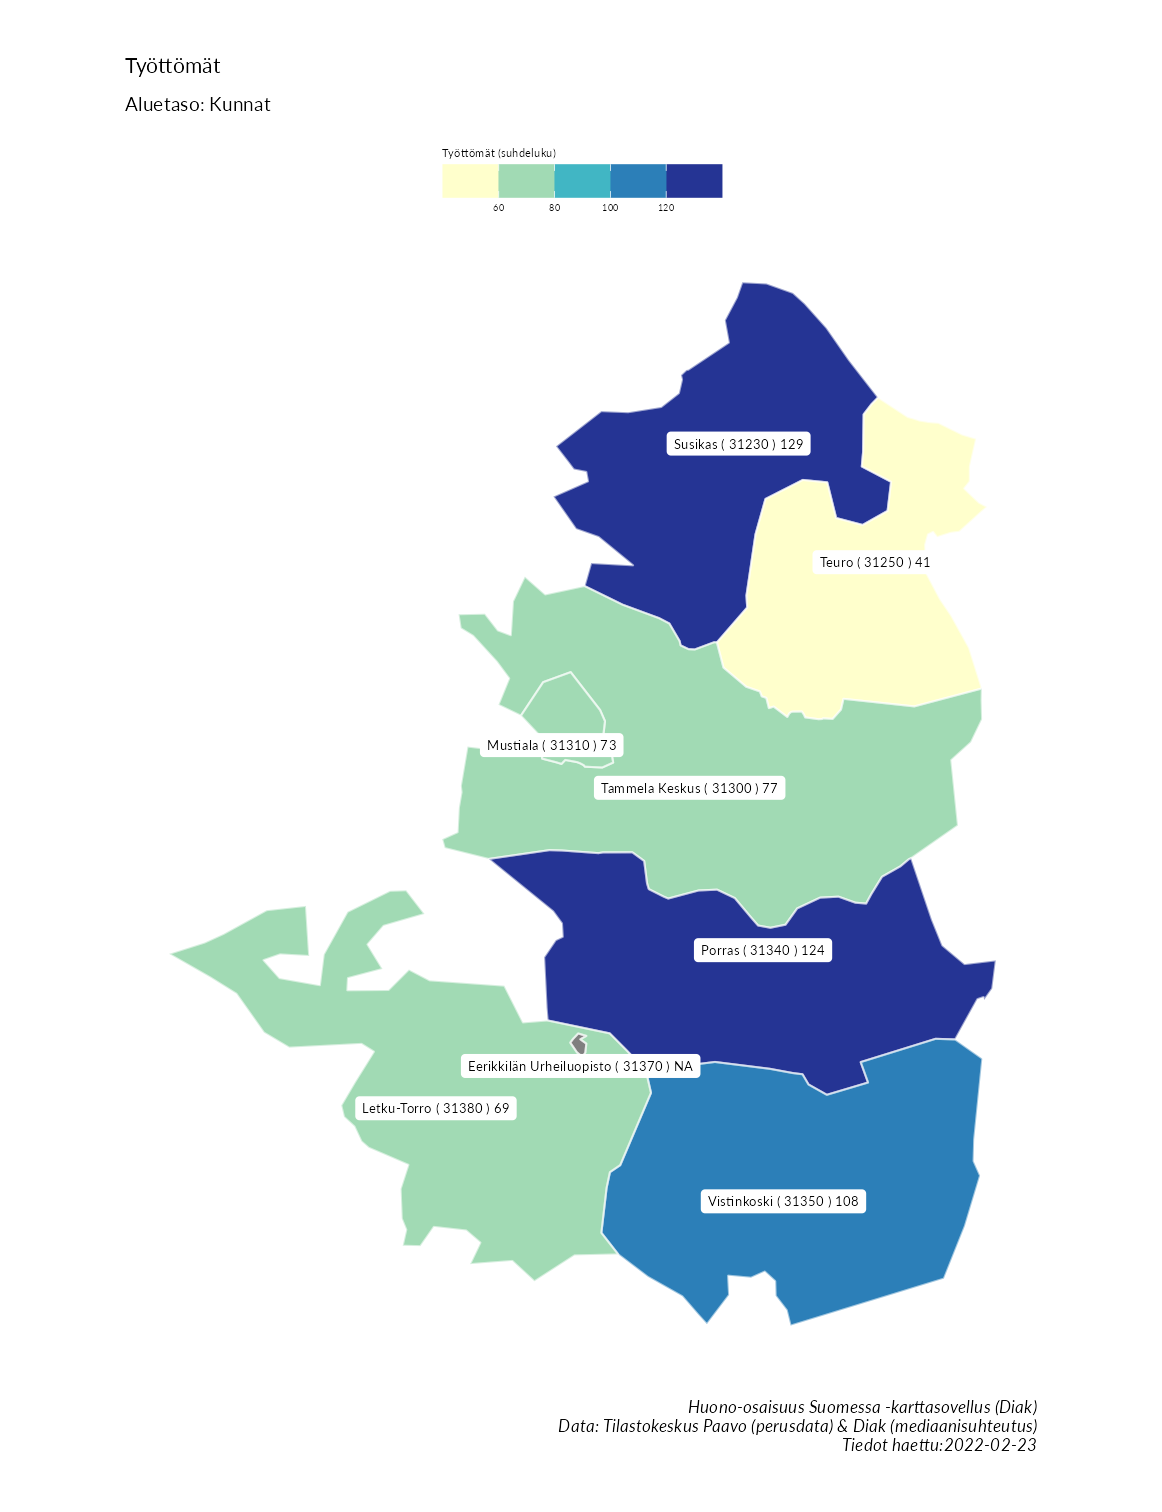 Työttömät
Aluetaso: Kunnat
Työttömät (suhdeluku)
60 80 100 120
Susikas ( 31230 ) 129
Teuro ( 31250 ) 41
Mustiala ( 31310 ) 73
Tammela Keskus ( 31300 ) 77
Porras ( 31340 ) 124
Eerikkilän Urheiluopisto ( 31370 ) NA
Letku-Torro ( 31380 ) 69
Vistinkoski ( 31350 ) 108
Huono-osaisuus Suomessa -karttasovellus (Diak)
Data: Tilastokeskus Paavo (perusdata) & Diak (mediaanisuhteutus)
Tiedot haettu:2022-02-23